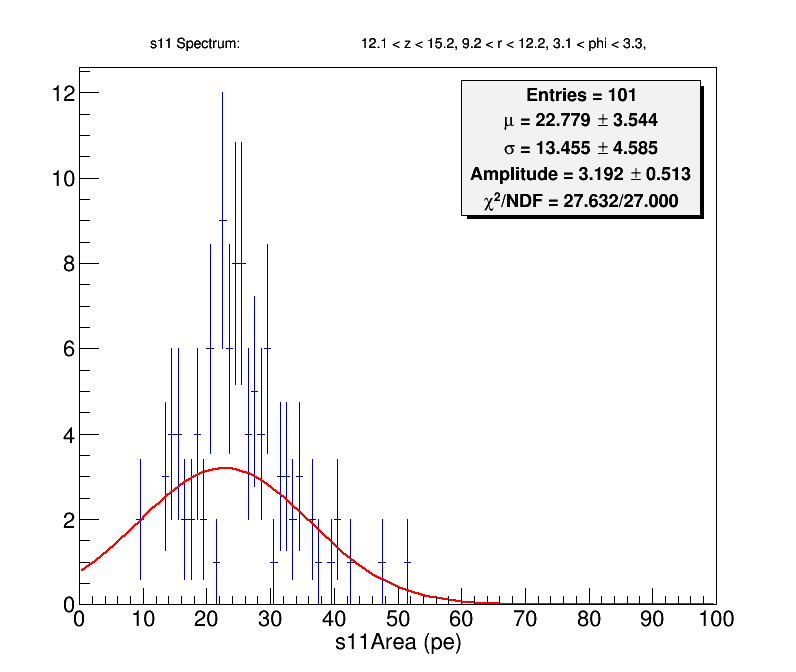 s11 Spectrum: 12.1 < z < 15.2, 9.2 < r < 12.2, 3.1 < phi < 3.3,
Entries = 101
μ = 22.779 ± 3.544
σ = 13.455 ± 4.585
Amplitude = 3.192 ± 0.513
χ²/NDF = 27.632/27.000
12
10
8
6
4
2
0
0 10 20 30 40 50 60 70 80 90 100
s11Area (pe)